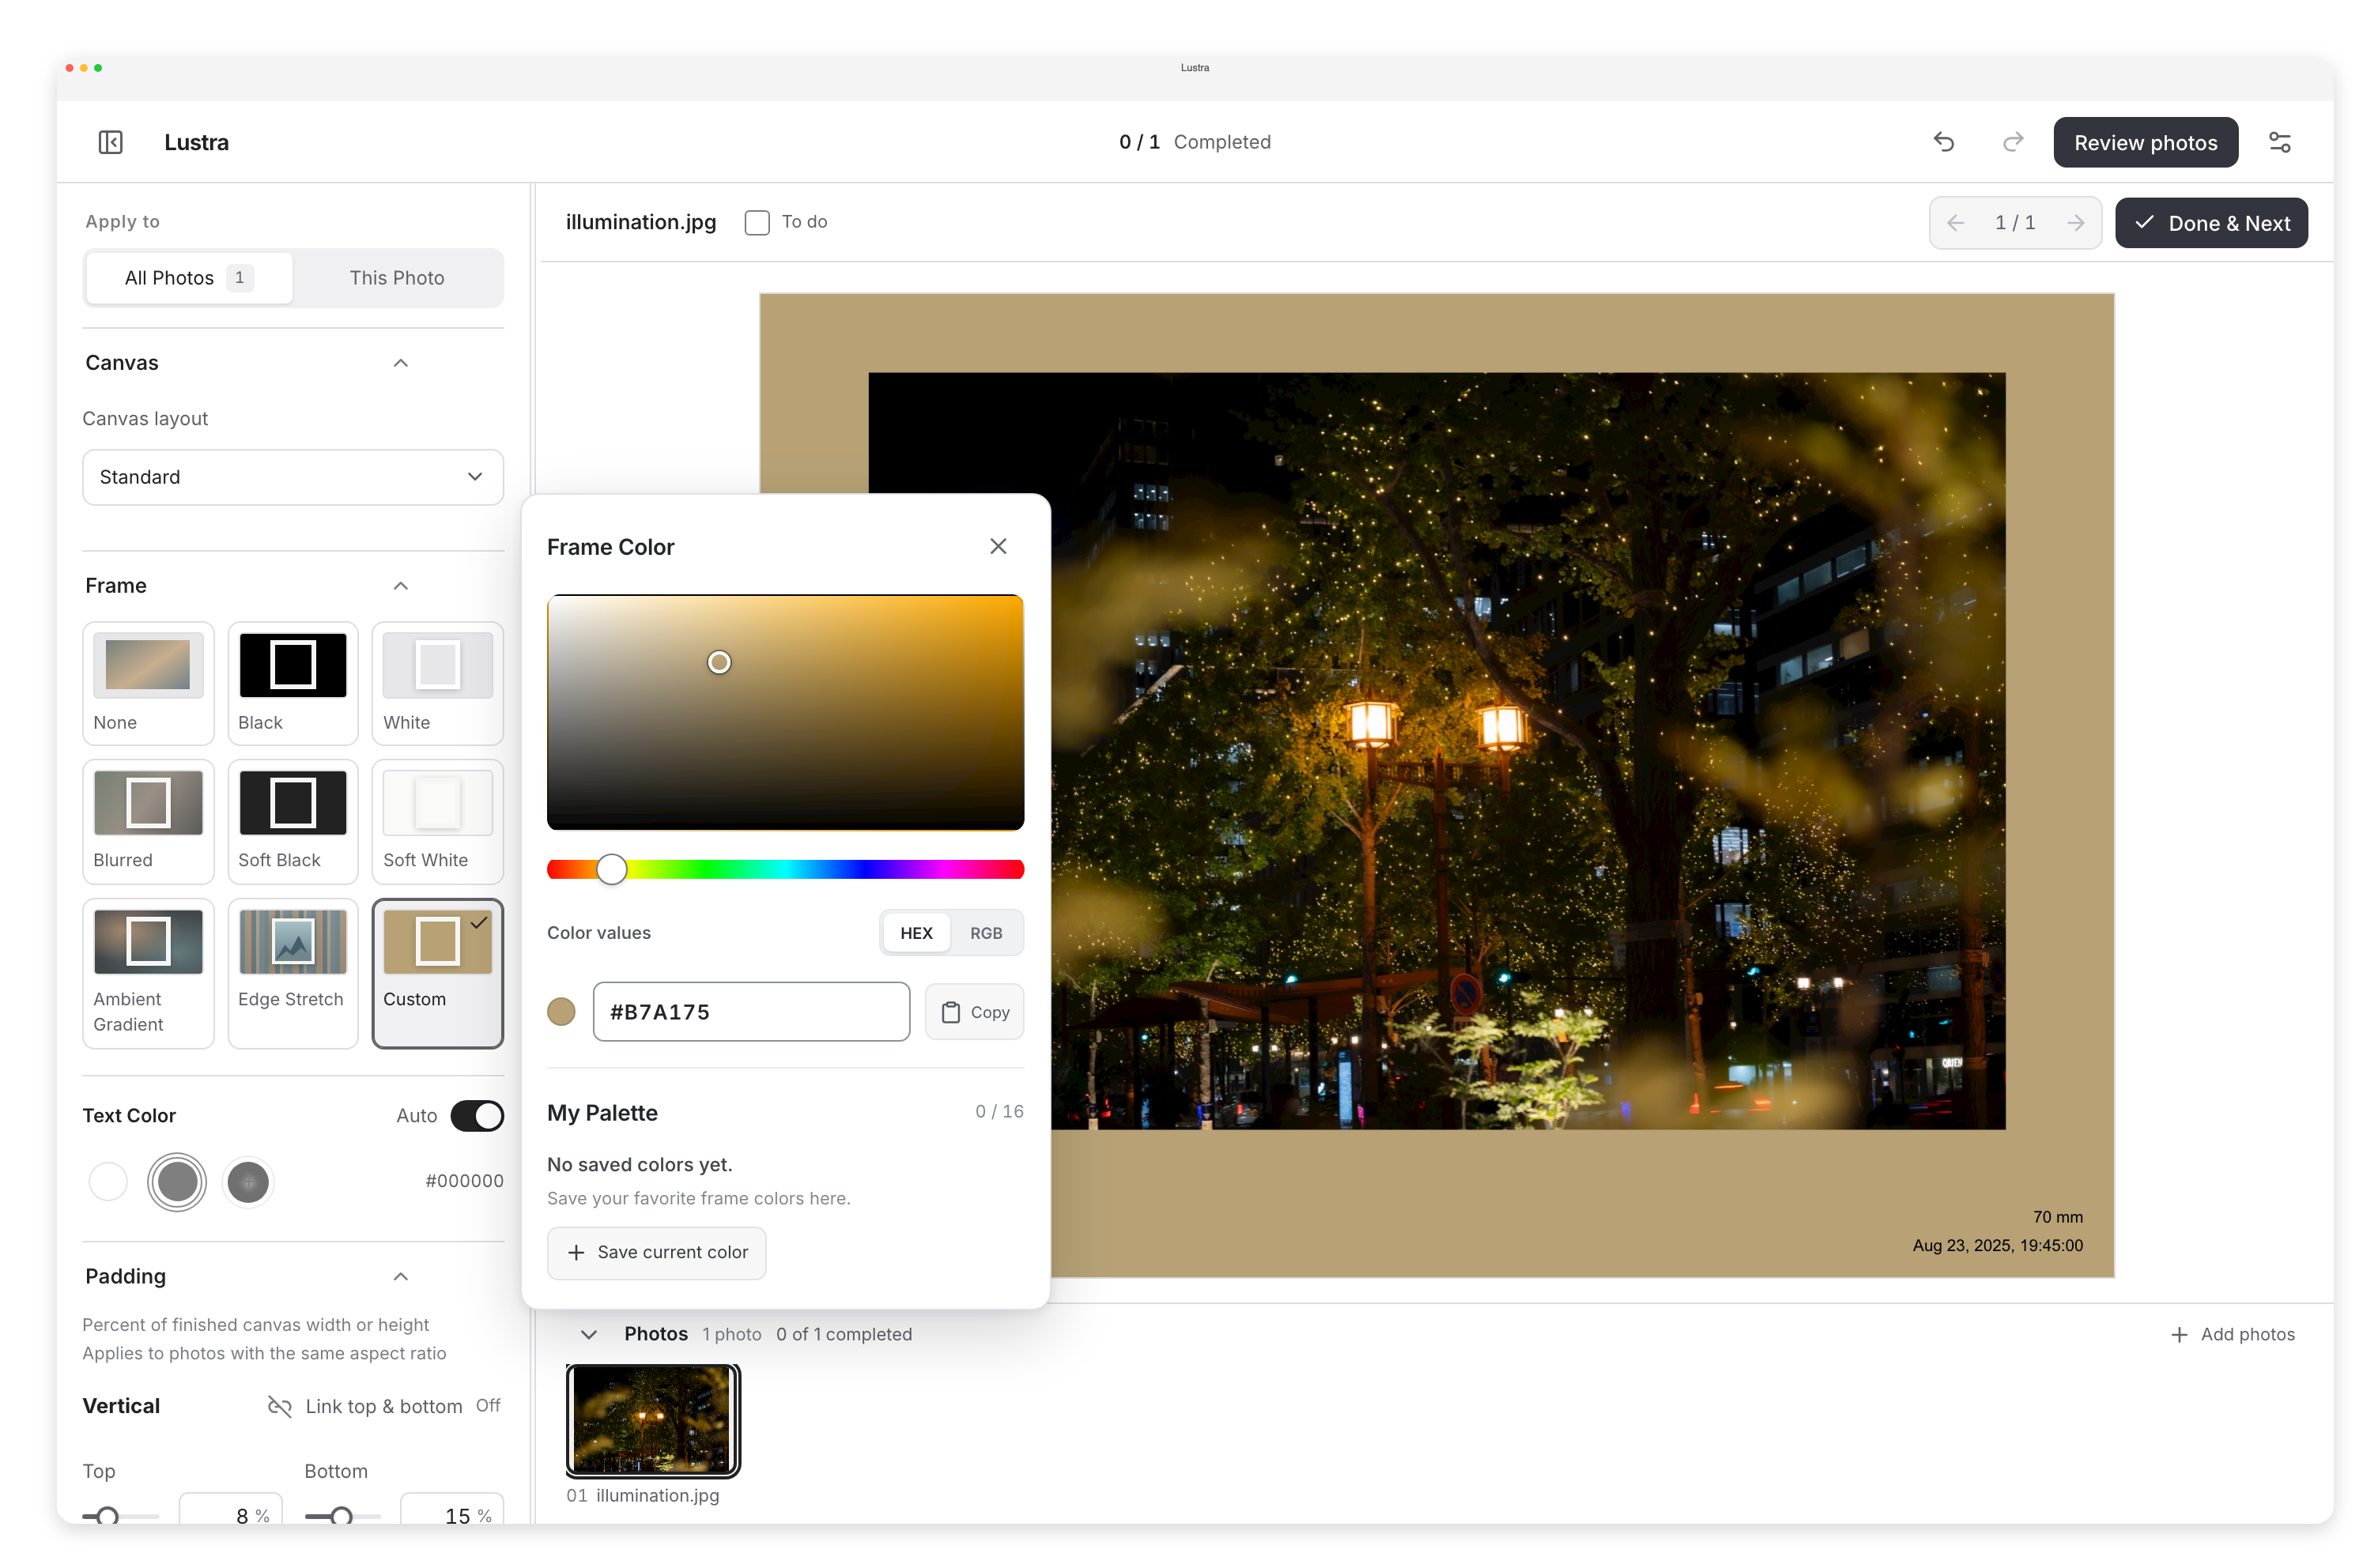 Lustra
Lustra
0 / 1 Completed
Review photos
Apply to
All Photos 1
This Photo
illumination.jpg
To do
1 / 1
Done & Next
Canvas
Canvas layout
Standard
Frame
None
Black
White
Blurred
Soft Black
Soft White
Ambient
Gradient
Edge Stretch
Custom
Text Color
Auto
#000000
Padding
Percent of finished canvas width or height
Applies to photos with the same aspect ratio
Vertical
Link top & bottom Off
Top
Bottom
8 %
15 %
Frame Color
Color values
HEX
RGB
#B7A175
Copy
My Palette
0 / 16
No saved colors yet.
Save your favorite frame colors here.
Save current color
70 mm
Aug 23, 2025, 19:45:00
Photos 1 photo 0 of 1 completed
Add photos
01 illumination.jpg